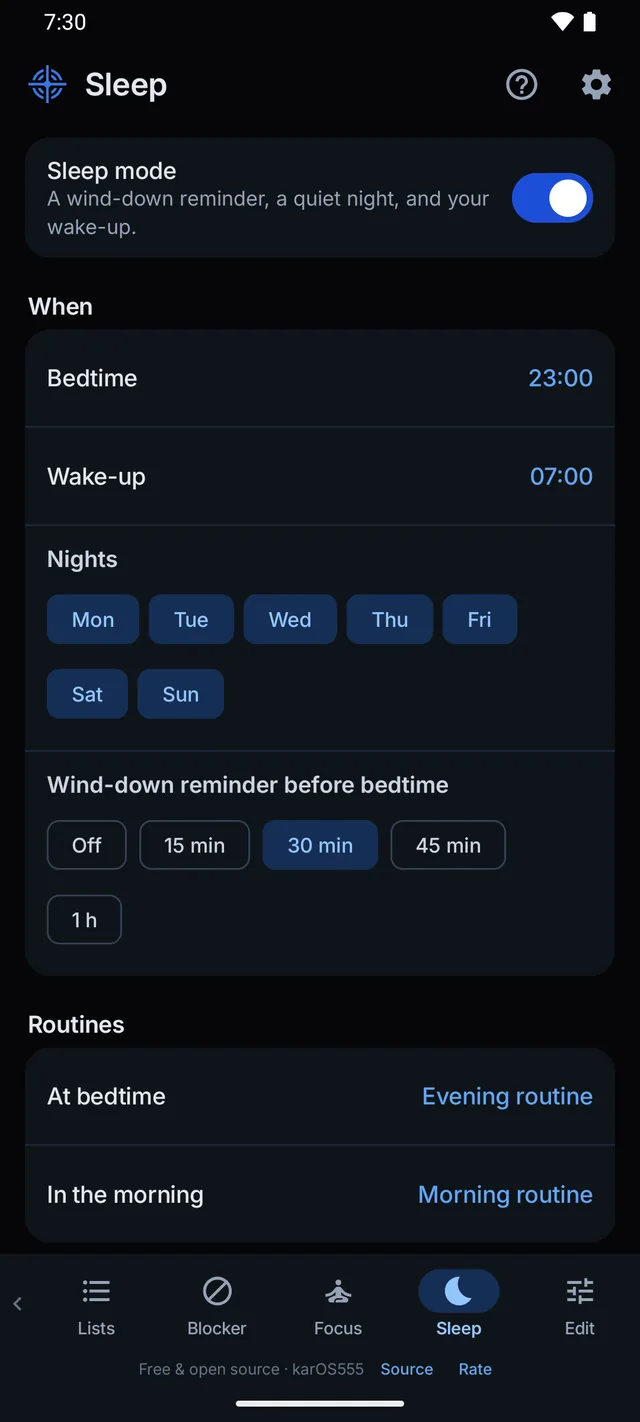 7:30
Sleep
Sleep mode
A wind-down reminder, a quiet night, and your
wake-up.
When
Bedtime 23:00
Wake-up 07:00
Nights
Mon Tue Wed Thu Fri
Sat Sun
Wind-down reminder before bedtime
Off 15 min 30 min 45 min
1 h
Routines
At bedtime Evening routine
In the morning Morning routine
Lists Blocker Focus Sleep Edit
Free & open source · karOS555 Source Rate